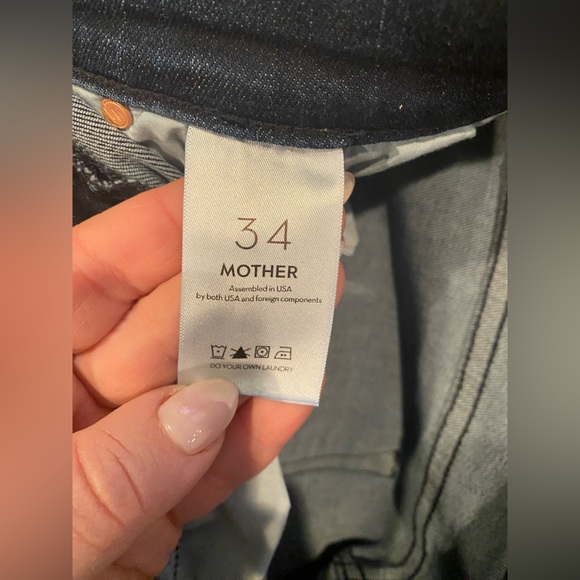 34
MOTHER
Assembled in USA
by both USA and foreign components
DO YOUR OWN LAUNDRY